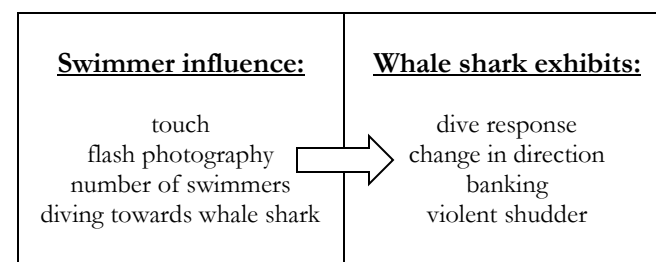 Swimmer influence:
touch
flash photography
number of swimmers
diving towards whale shark
Whale shark exhibits:
dive response
change in direction
banking
violent shudder